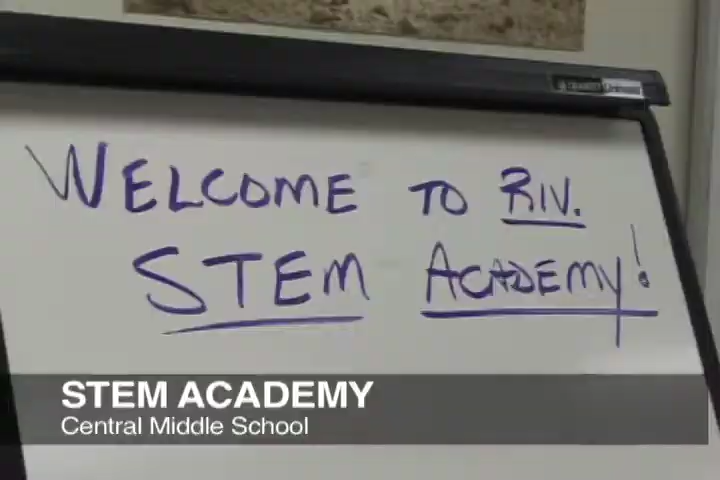 WELCOME TO RIV.
STEM ACADEMY!
STEM ACADEMY
Central Middle School